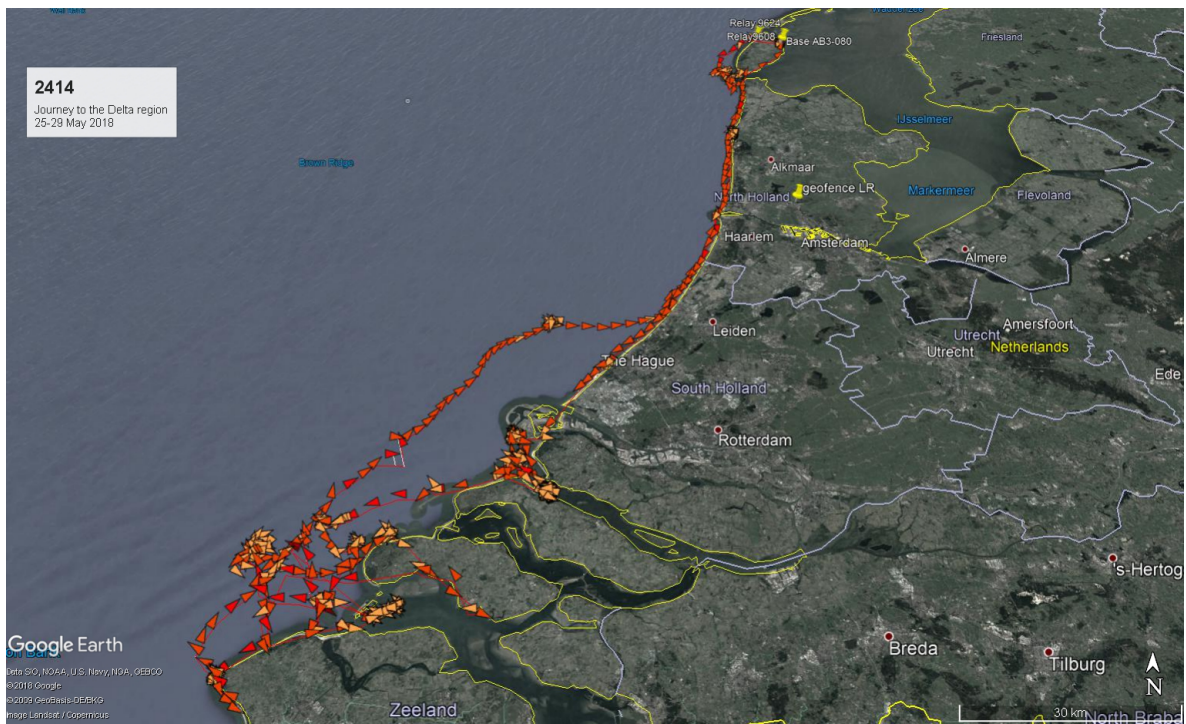 Waddenzee
Relay 9624
Relay9608
Base AB3-080
Friesland
2414
Journey to the Delta region
25-29 May 2018
IJsselmeer
Brown Ridge
Alkmaar
geofence LR
North Holland
Markermeer
Flevoland
Haarlem
Amsterdam
Almere
Leiden
Amersfoort
Utrecht
Utrecht
Netherlands
The Hague
Ede
South Holland
Rotterdam
's-Hertog
Google Earth
Breda
Tilburg
Data SIO, NOAA, U.S. Navy, NGA, GEBCO
©2018 Google
©2009 GeoBasis-DE/BKG
Image Landsat / Copernicus
Zeeland
N
30 km
North Braba